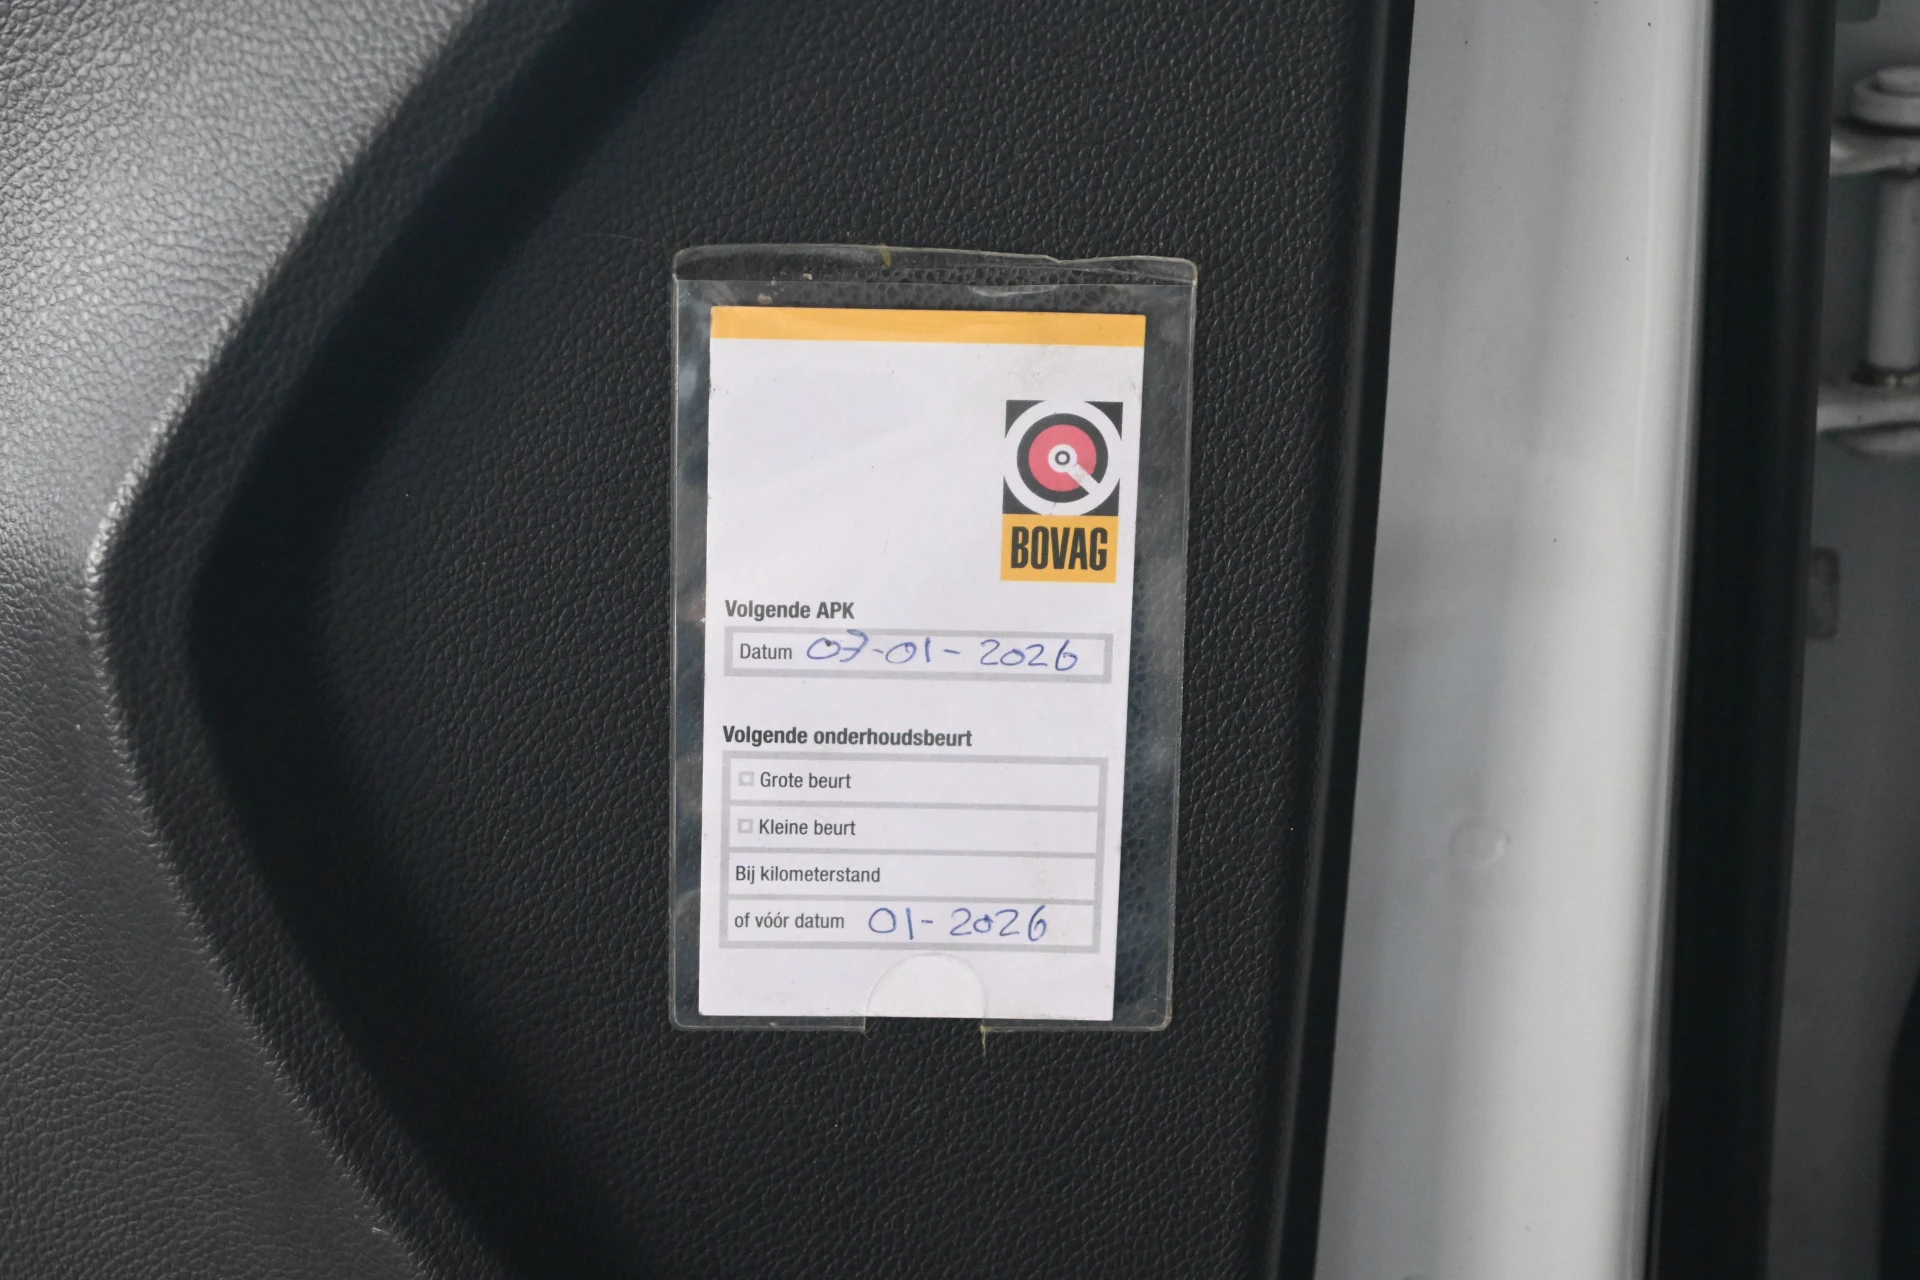 BOVAG
Volgende APK
Datum 07-01-2026
Volgende onderhoudsbeurt
Grote beurt
Kleine beurt
Bij kilometerstand
of vóór datum 01-2026